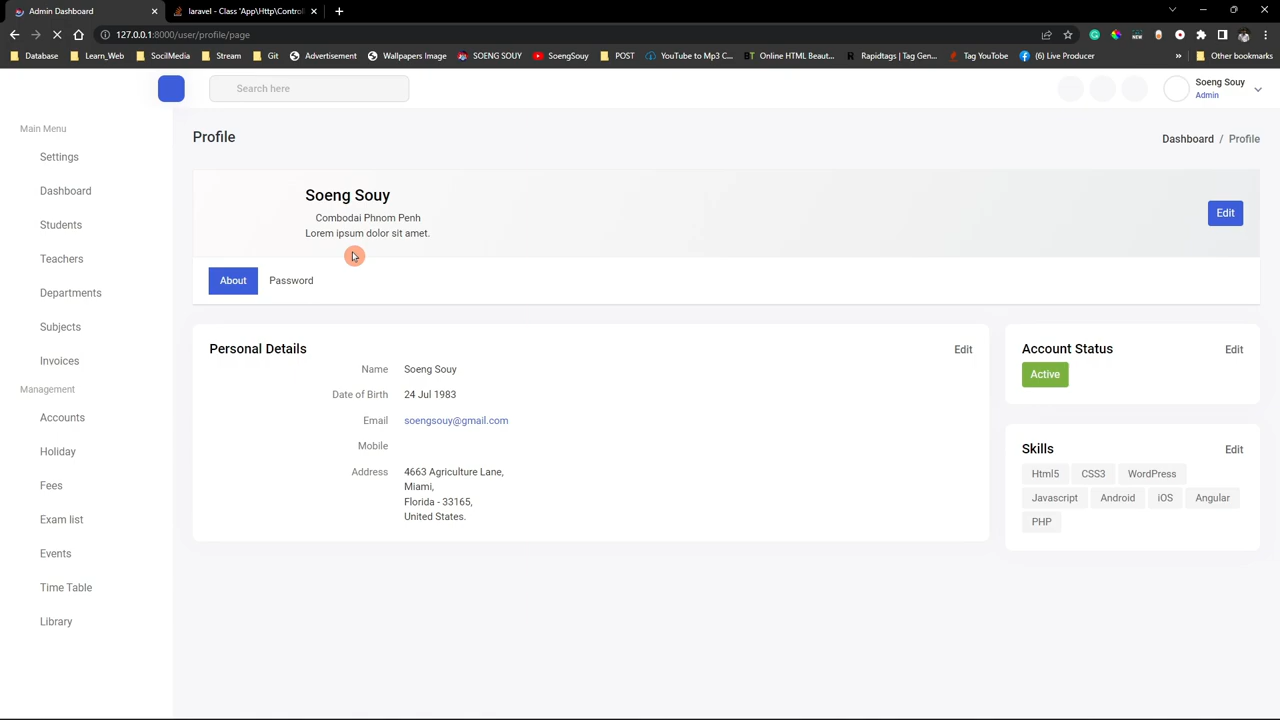 Admin Dashboard
laravel - Class 'App\Http\Control
127.0.0.1:8000/user/profile/page
Database
Learn_Web
SocilMedia
Stream
Git
Advertisement
Wallpapers Image
SOENG SOUY
SoengSouy
POST
YouTube to Mp3 C...
Online HTML Beaut...
Rapidtags | Tag Gen...
Tag YouTube
(6) Live Producer
»
Other bookmarks
Search here
Soeng Souy
Admin
Main Menu
Settings
Dashboard
Students
Teachers
Departments
Subjects
Invoices
Management
Accounts
Holiday
Fees
Exam list
Events
Time Table
Library
Profile
Dashboard / Profile
Soeng Souy
Combodai Phnom Penh
Lorem ipsum dolor sit amet.
Edit
About
Password
Personal Details
Edit
Name Soeng Souy
Date of Birth 24 Jul 1983
Email soengsouy@gmail.com
Mobile
Address 4663 Agriculture Lane,
Miami,
Florida - 33165,
United States.
Account Status
Edit
Active
Skills
Edit
Html5 CSS3 WordPress
Javascript Android iOS Angular
PHP